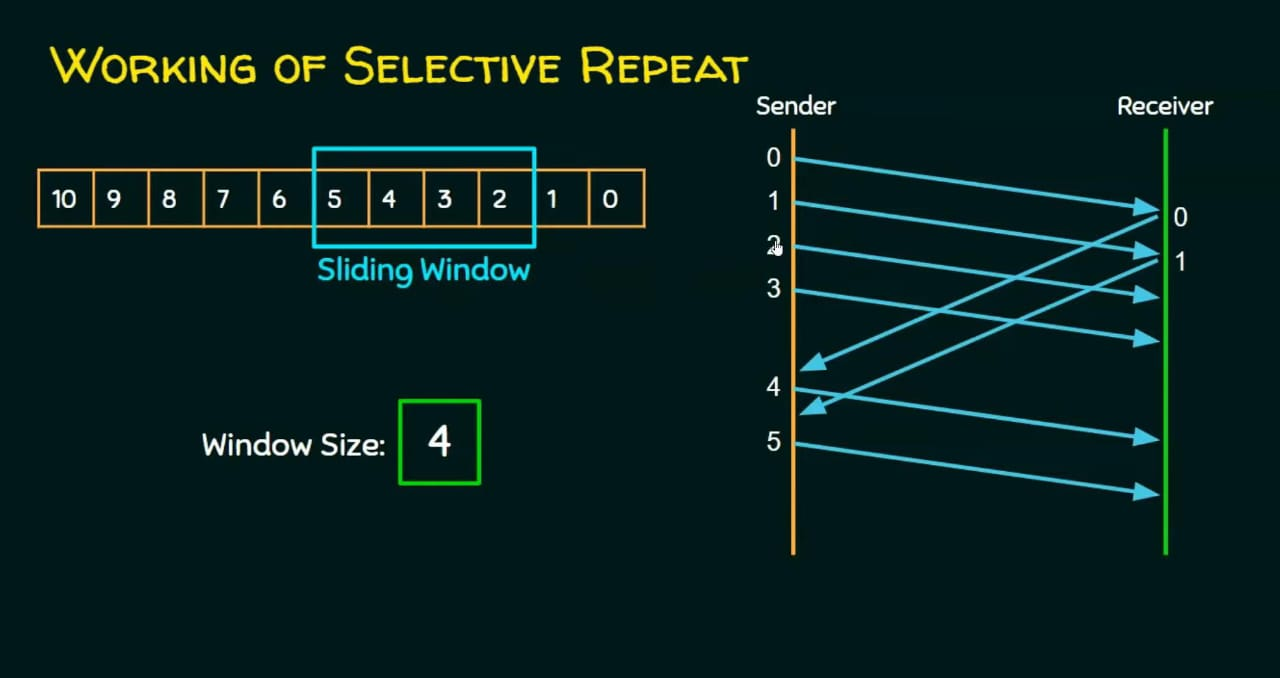 WORKING OF SELECTIVE REPEAT
Sender
Receiver
10 9 8 7 6 5 4 3 2 1 0
Sliding Window
Window Size: 4
0
1
2
3
4
5
0
1